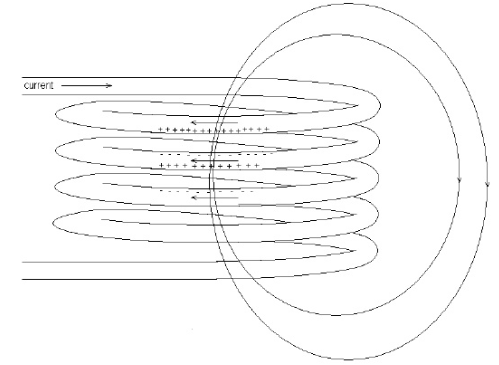 current
+ + + + + + + + + + + + + + + +
- - - - - - - - - -
+ + + + + + + + + + + + +
- - - - - - - - - -